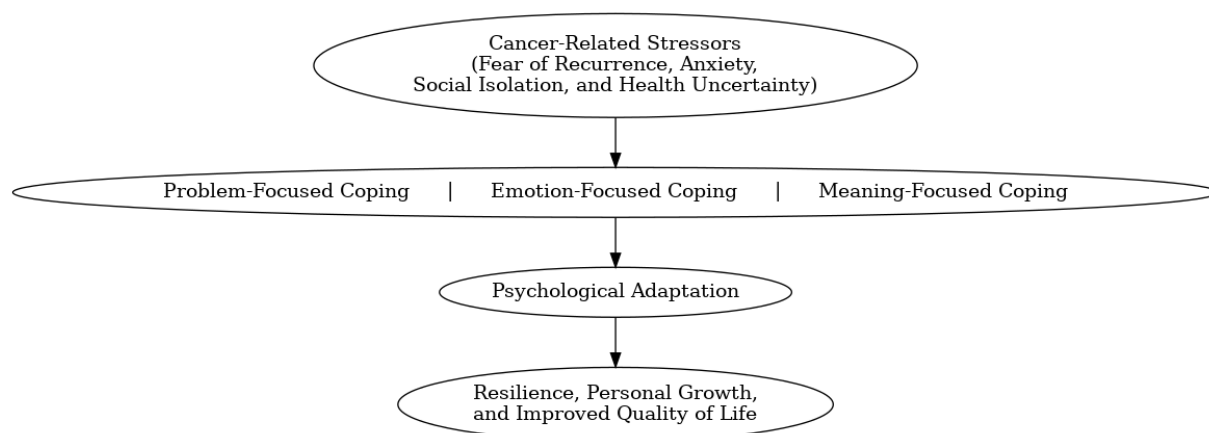 Cancer-Related Stressors
(Fear of Recurrence, Anxiety,
Social Isolation, and Health Uncertainty)
Problem-Focused Coping | Emotion-Focused Coping | Meaning-Focused Coping
Psychological Adaptation
Resilience, Personal Growth,
and Improved Quality of Life